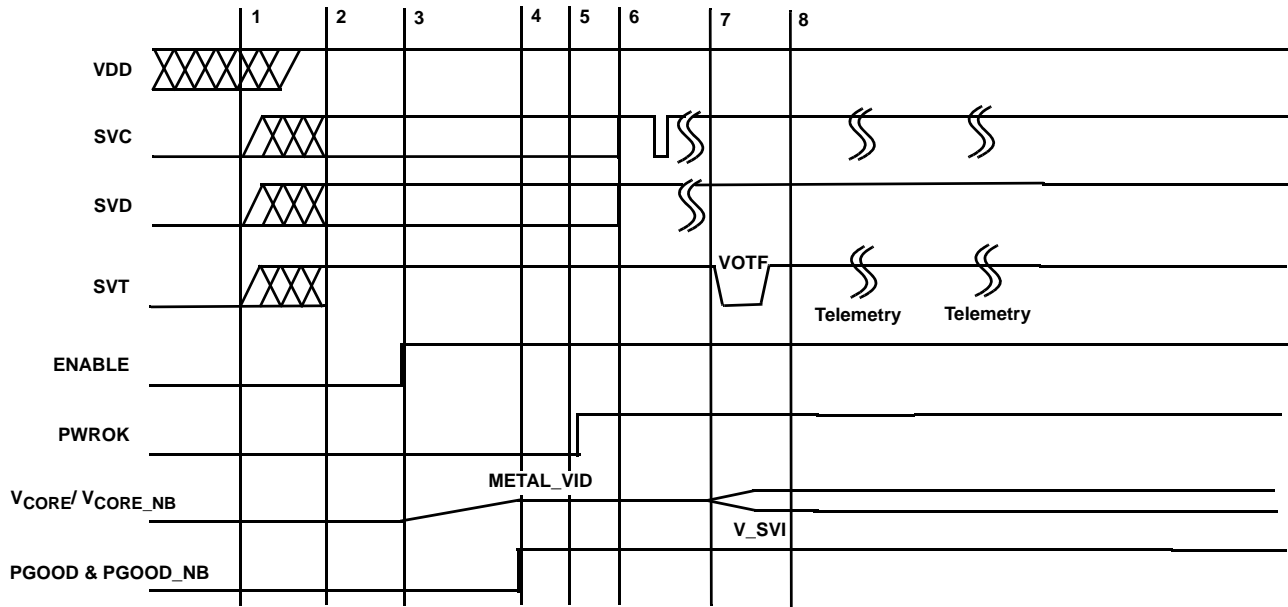 1 2 3 4 5 6 7 8
VDD
SVC
SVD
VOTF
SVT
Telemetry Telemetry
ENABLE
PWROK
METAL_VID
VCORE/ VCORE_NB
V_SVI
PGOOD & PGOOD_NB